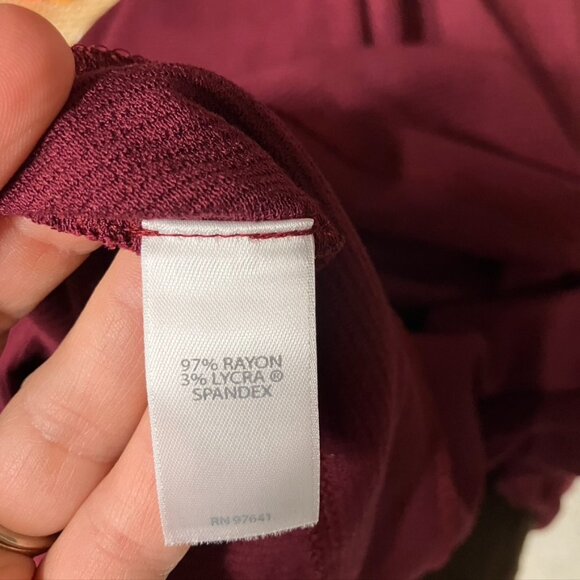 97% RAYON
3% LYCRA ®
SPANDEX
RN 97641